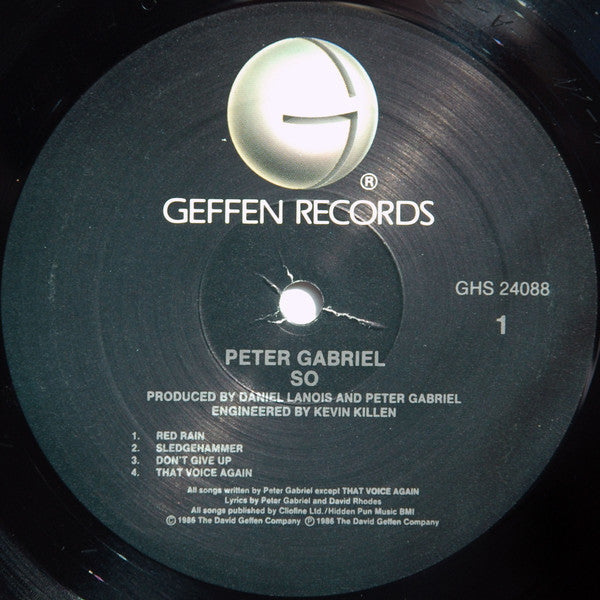 ®
GEFFEN RECORDS
GHS 24088
1
PETER GABRIEL
SO
PRODUCED BY DANIEL LANOIS AND PETER GABRIEL
ENGINEERED BY KEVIN KILLEN
1. RED RAIN
2. SLEDGEHAMMER
3. DON'T GIVE UP
4. THAT VOICE AGAIN
All songs written by Peter Gabriel except THAT VOICE AGAIN
Lyrics by Peter Gabriel and David Rhodes
All songs published by Cliofine Ltd./Hidden Pun Music BMI
© 1986 The David Geffen Company ℗ 1986 The David Geffen Company